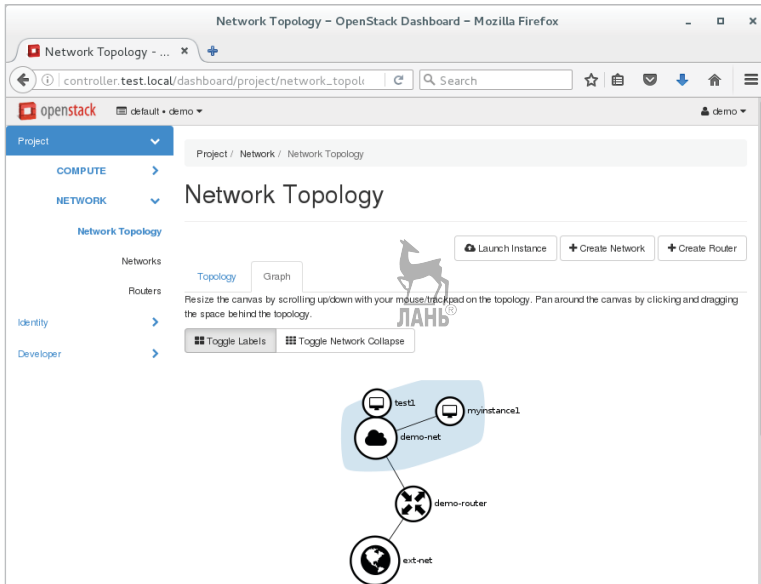 Network Topology - OpenStack Dashboard - Mozilla Firefox
Network Topology - ...
controller.test.local/dashboard/project/network_topolo
Search
openstack
default • demo
demo
Project
Project / Network / Network Topology
COMPUTE
NETWORK
Network Topology
Network Topology
Networks
Routers
Identity
Developer
Launch Instance
Create Network
Create Router
Topology
Graph
Resize the canvas by scrolling up/down with your mouse/trackpad on the topology. Pan around the canvas by clicking and dragging
the space behind the topology.
ЛАНЬ®
Toggle Labels
Toggle Network Collapse
test1
myinstance1
demo-net
demo-router
ext-net